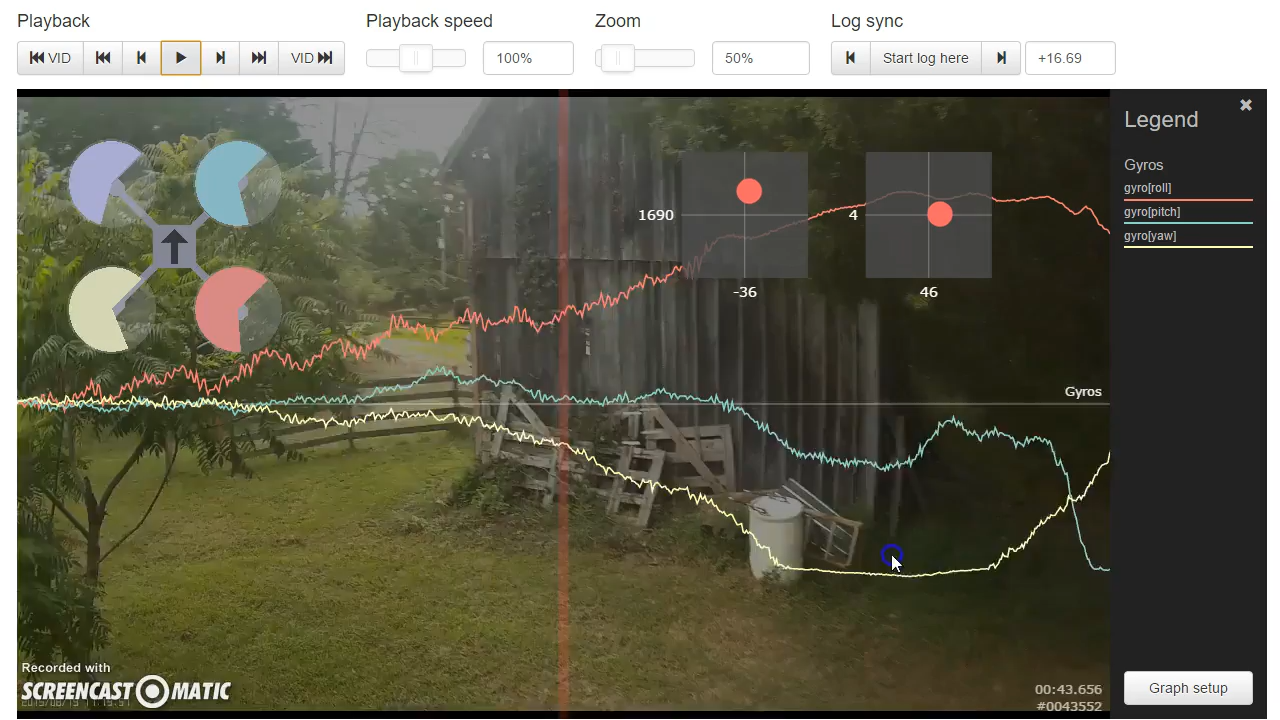 Playback
Playback speed
Zoom
Log sync
VID
VID
100%
50%
Start log here
+16.69
Legend
Gyros
gyro[roll]
gyro[pitch]
gyro[yaw]
1690
-36
4
46
Gyros
Recorded with
SCREENCAST-O-MATIC
00:43.656
#0043552
Graph setup